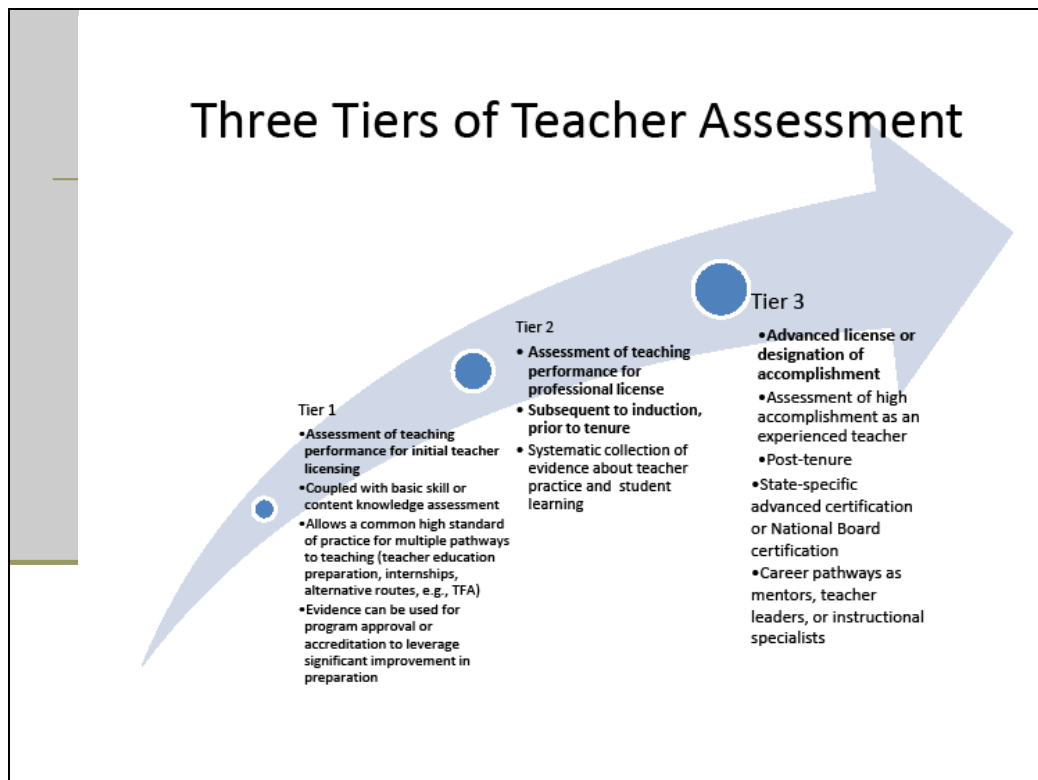 Three Tiers of Teacher Assessment
Tier 1
•Assessment of teaching
performance for initial teacher
licensing
•Coupled with basic skill or
content knowledge assessment
•Allows a common high standard
of practice for multiple pathways
to teaching (teacher education
preparation, internships,
alternative routes, e.g., TFA)
•Evidence can be used for
program approval or
accreditation to leverage
significant improvement in
preparation
Tier 2
• Assessment of teaching
performance for
professional license
• Subsequent to induction,
prior to tenure
• Systematic collection of
evidence about teacher
practice and student
learning
Tier 3
•Advanced license or
designation of
accomplishment
•Assessment of high
accomplishment as an
experienced teacher
•Post-tenure
•State-specific
advanced certification
or National Board
certification
•Career pathways as
mentors, teacher
leaders, or instructional
specialists